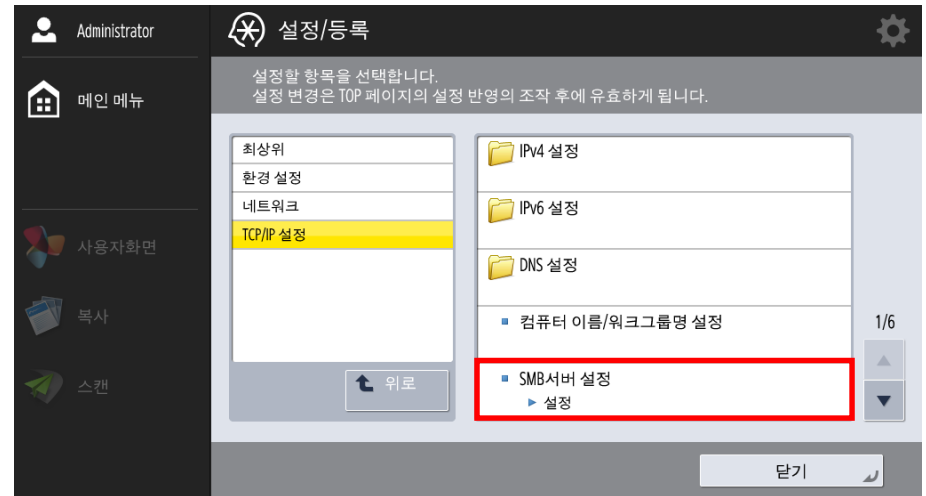 Administrator
설정/등록
메인 메뉴
설정할 항목을 선택합니다.
설정 변경은 TOP 페이지의 설정 반영의 조작 후에 유효하게 됩니다.
사용자화면
복사
스캔
최상위
환경 설정
네트워크
TCP/IP 설정
위로
IPv4 설정
IPv6 설정
DNS 설정
컴퓨터 이름/워크그룹명 설정
SMB서버 설정
설정
1/6
닫기